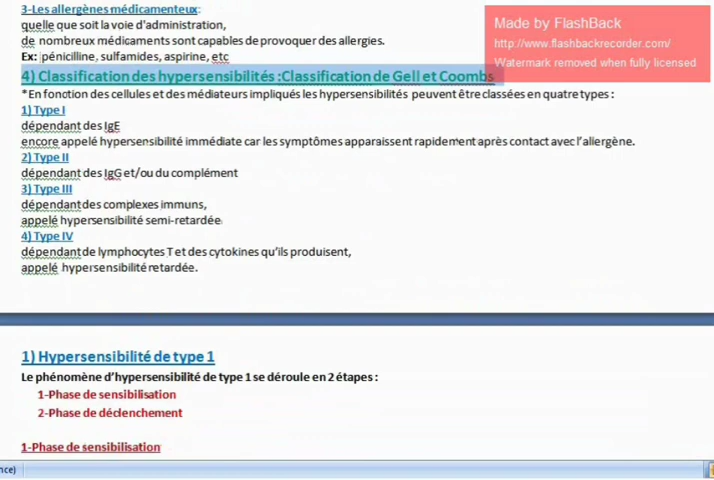 3-Les allergènes médicamenteux:
quelle que soit la voie d'administration,
de nombreux médicaments sont capables de provoquer des allergies.
Ex: pénicilline, sulfamides, aspirine, etc
Made by FlashBack
http://www.flashbackrecorder.com/
Watermark removed when fully licensed
4) Classification des hypersensibilités :Classification de Gell et Coombs
*En fonction des cellules et des médiateurs impliqués les hypersensibilités peuvent être classées en quatre types :
1) Type I
dépendant des IgE
encore appelé hypersensibilité immédiate car les symptômes apparaissent rapidement après contact avec l'allergène.
2) Type II
dépendant des IgG et/ou du complément
3) Type III
dépendant des complexes immuns,
appelé hypersensibilité semi-retardée.
4) Type IV
dépendant de lymphocytes T et des cytokines qu'ils produisent,
appelé hypersensibilité retardée.
1) Hypersensibilité de type 1
Le phénomène d'hypersensibilité de type 1 se déroule en 2 étapes :
1-Phase de sensibilisation
2-Phase de déclenchement
1-Phase de sensibilisation
nce)